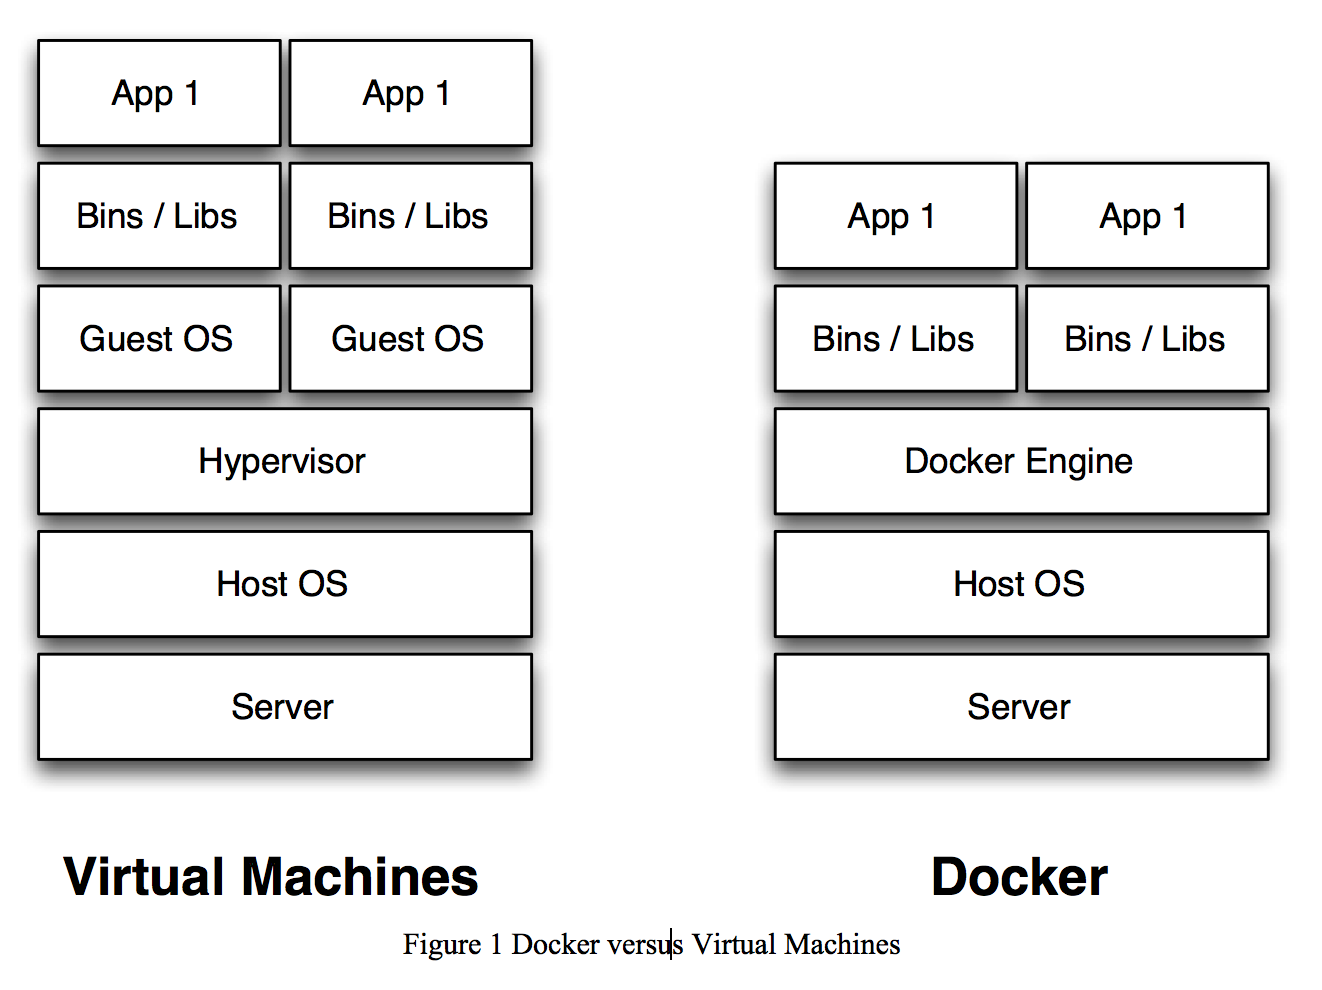 App 1 App 1
Bins / Libs Bins / Libs App 1 App 1
Guest OS Guest OS Bins / Libs Bins / Libs
Hypervisor Docker Engine
Host OS Host OS
Server Server
Virtual Machines Docker
Figure 1 Docker versus Virtual Machines